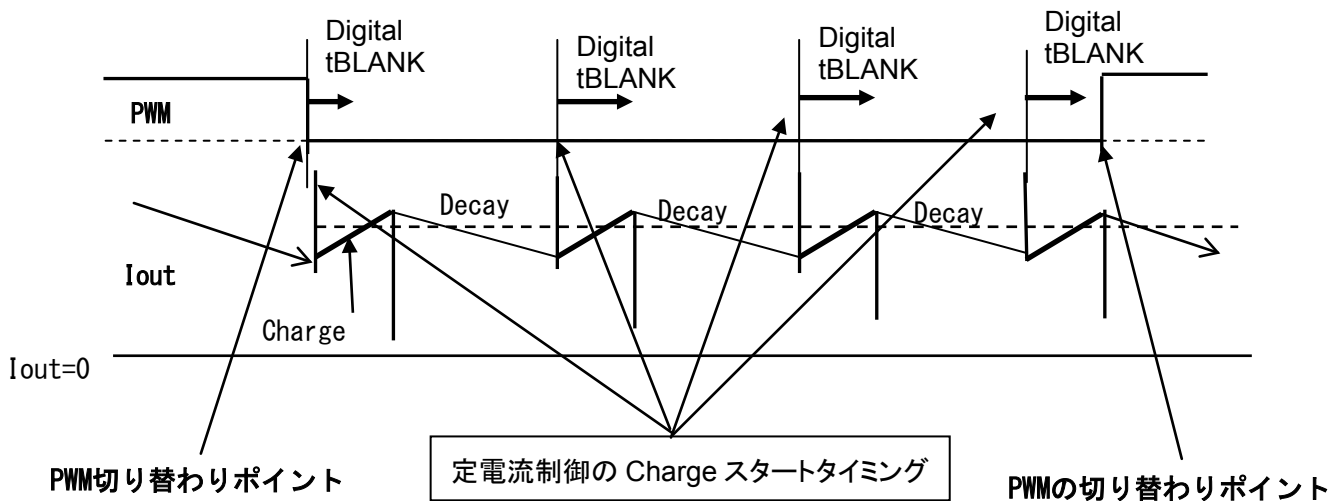 Digital
tBLANK
Digital
tBLANK
Digital
tBLANK
Digital
tBLANK
PWM
Decay
Decay
Decay
Iout
Charge
Iout=0
PWM切り替わりポイント
定電流制御の Charge スタートタイミング
PWMの切り替わりポイント